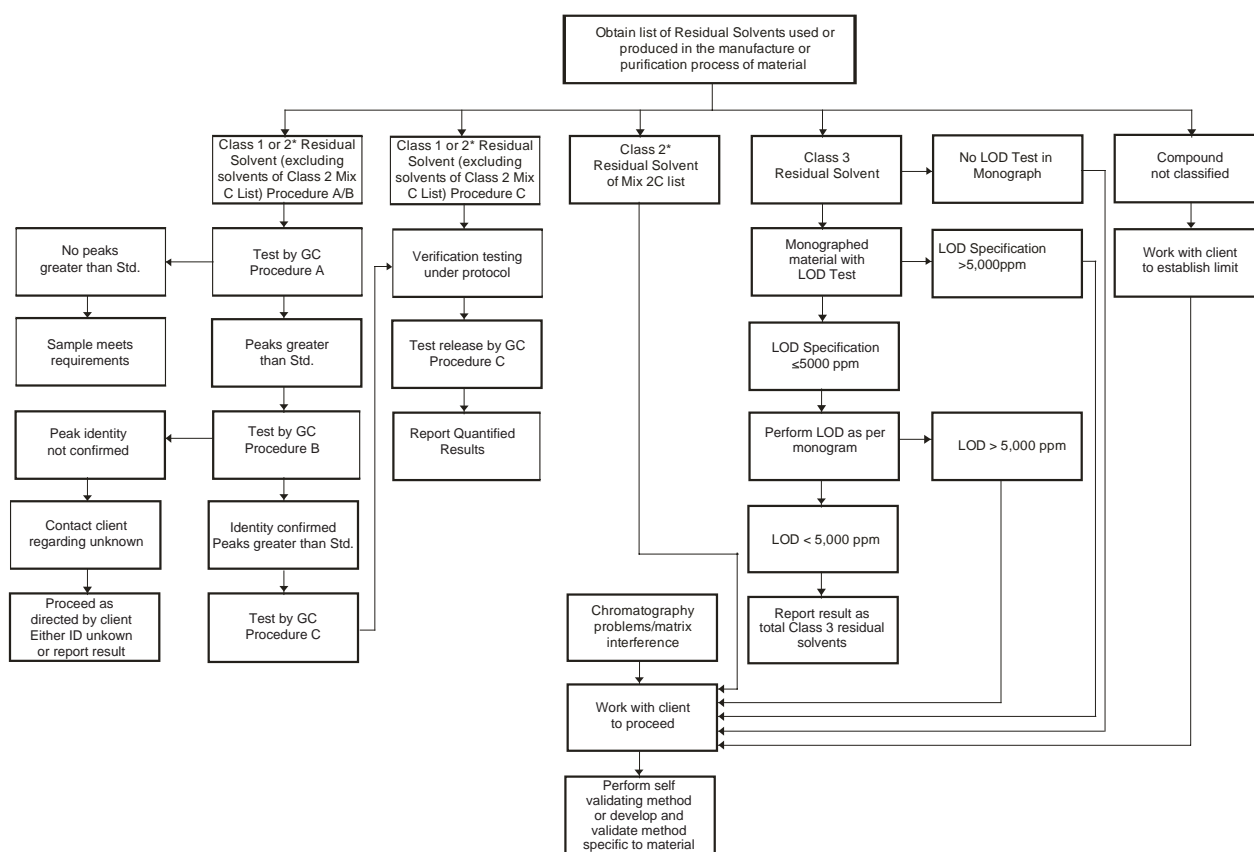 Obtain list of Residual Solvents used or
produced in the manufacture or
purification process of material
Class 1 or 2* Residual
Solvent (excluding
solvents of Class 2 Mix
C List) Procedure A/B
Class 1 or 2* Residual
Solvent (excluding
solvents of Class 2 Mix
C List) Procedure C
Class 2*
Residual Solvent
of Mix 2C list
Class 3
Residual Solvent
No LOD Test in
Monograph
Compound
not classified
No peaks
greater than Std.
Test by GC
Procedure A
Verification testing
under protocol
Monographed
material with
LOD Test
LOD Specification
>5,000ppm
Work with client
to establish limit
Sample meets
requirements
Peaks greater
than Std.
Test release by GC
Procedure C
LOD Specification
≤5000 ppm
Peak identity
not confirmed
Test by GC
Procedure B
Report Quantified
Results
Perform LOD as per
monogram
LOD > 5,000 ppm
Contact client
regarding unknown
Identity confirmed
Peaks greater than Std.
LOD < 5,000 ppm
Proceed as
directed by client
Either ID unkown
or report result
Test by GC
Procedure C
Chromatography
problems/matrix
interference
Report result as
total Class 3 residual
solvents
Work with client
to proceed
Perform self
validating method
or develop and
validate method
specific to material